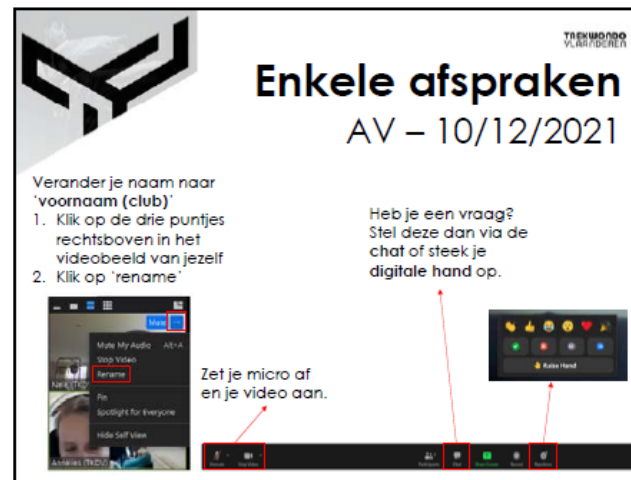 TAEKWONDO
VLAANDEREN
Enkele afspraken
AV – 10/12/2021
Verander je naam naar
‘voornaam (club)’
1. Klik op de drie puntjes
rechtsboven in het
videobeeld van jezelf
2. Klik op ‘rename’
Heb je een vraag?
Stel deze dan via de
chat of steek je
digitale hand op.
Mute
Mute My Audio Alt+A
Stop Video
Rename
Pin
Spotlight for Everyone
Hide Self View
Annelies (TKDV)
Zet je micro af
en je video aan.
Raise Hand
Participants
Chat
Share Screen
Record
Reactions